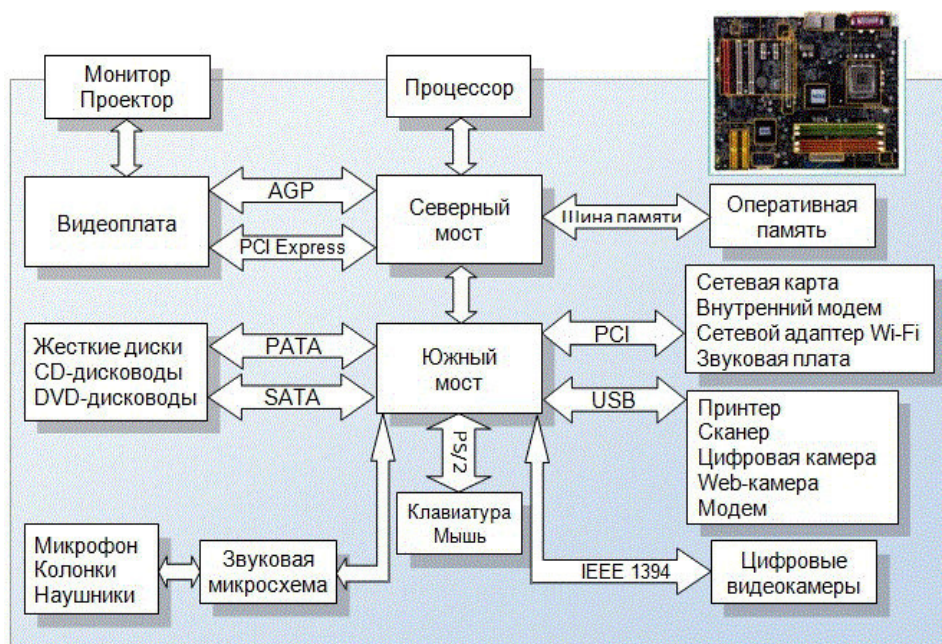 Монитор
Проектор
Процессор
Видеоплата
AGP
PCI Express
Северный
мост
Шина памяти
Оперативная
память
Жесткие диски
CD-дисководы
DVD-дисководы
PATA
SATA
Южный
мост
PCI
Сетевая карта
Внутренний модем
Сетевой адаптер Wi-Fi
Звуковая плата
USB
Принтер
Сканер
Цифровая камера
Web-камера
Модем
PS/2
Клавиатура
Мышь
Микрофон
Колонки
Наушники
Звуковая
микросхема
IEEE 1394
Цифровые
видеокамеры